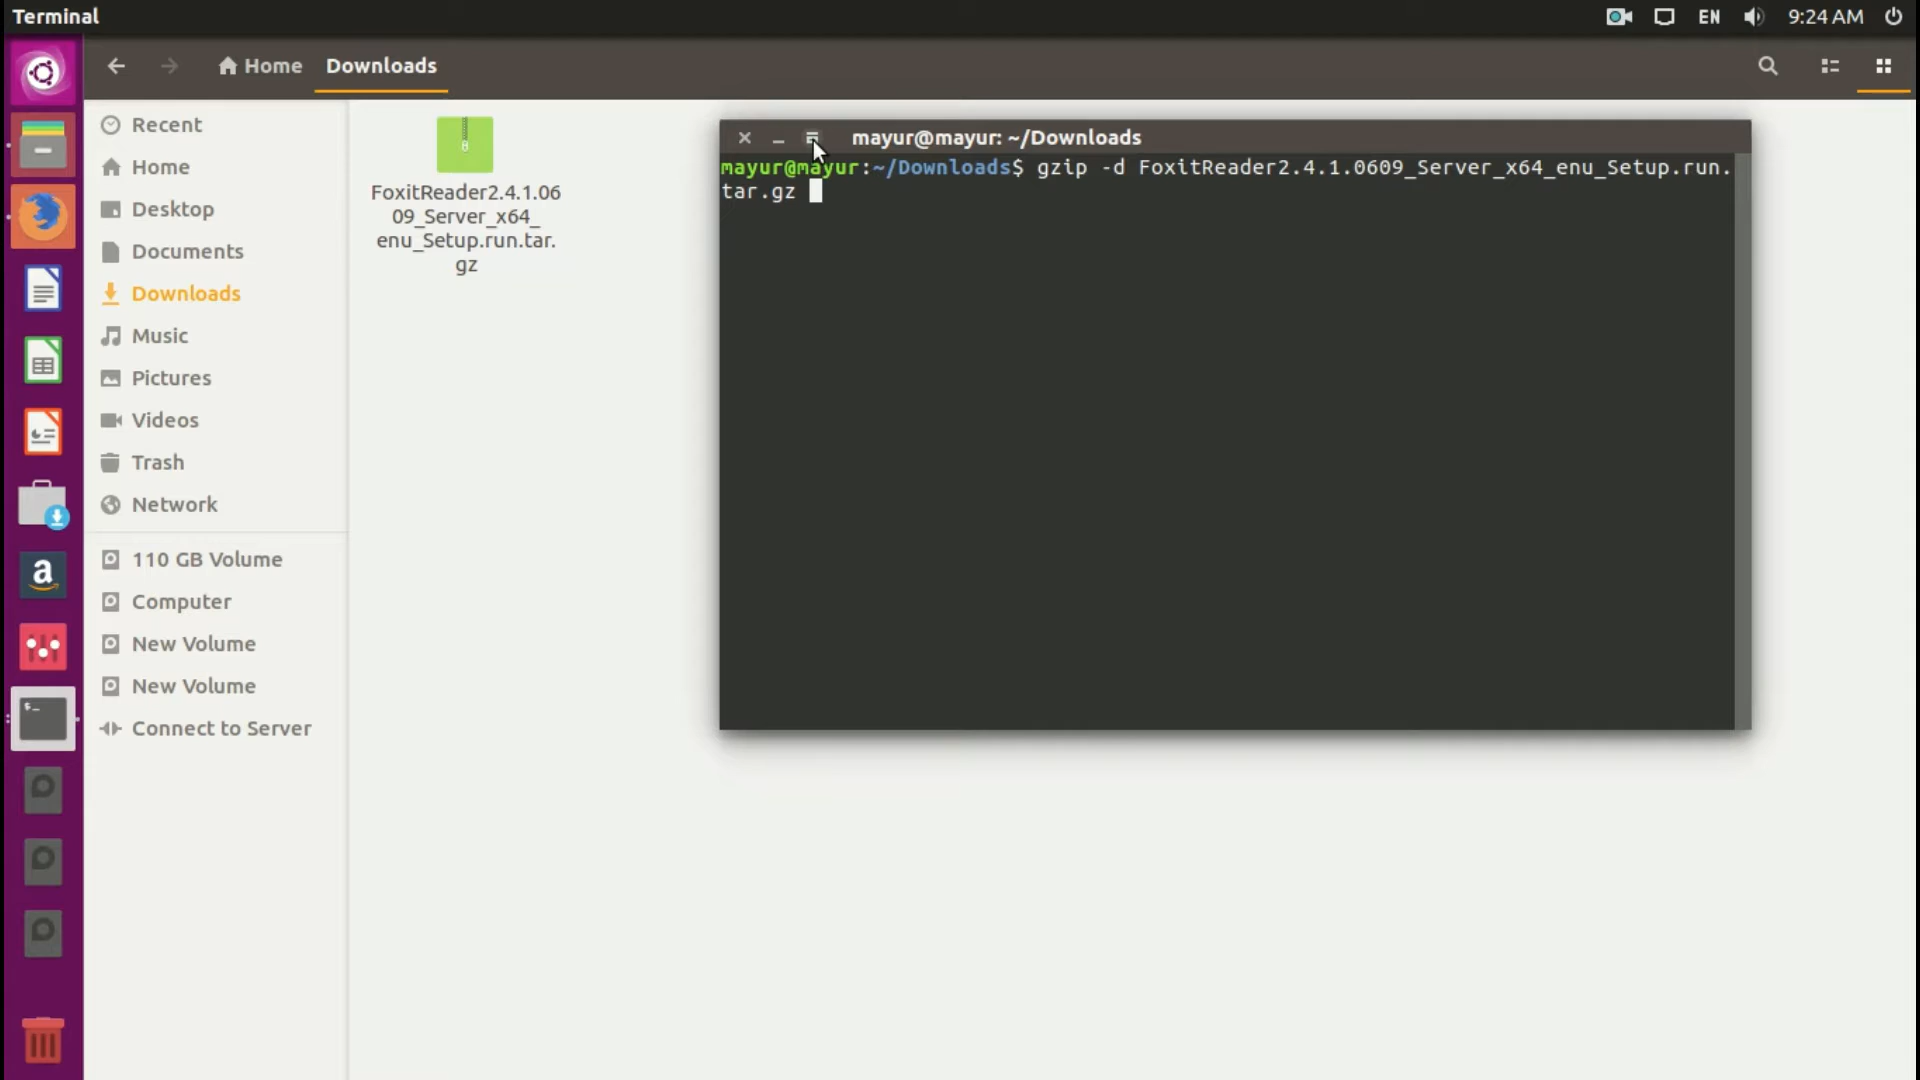 Terminal
EN
9:24 AM
Home
Downloads
Recent
Home
Desktop
Documents
Downloads
Music
Pictures
Videos
Trash
Network
110 GB Volume
Computer
New Volume
New Volume
Connect to Server
FoxitReader2.4.1.06
09_Server_x64_
enu_Setup.run.tar.
gz
mayur@mayur: ~/Downloads
mayur@mayur:~/Downloads$ gzip -d FoxitReader2.4.1.0609_Server_x64_enu_Setup.run.
tar.gz